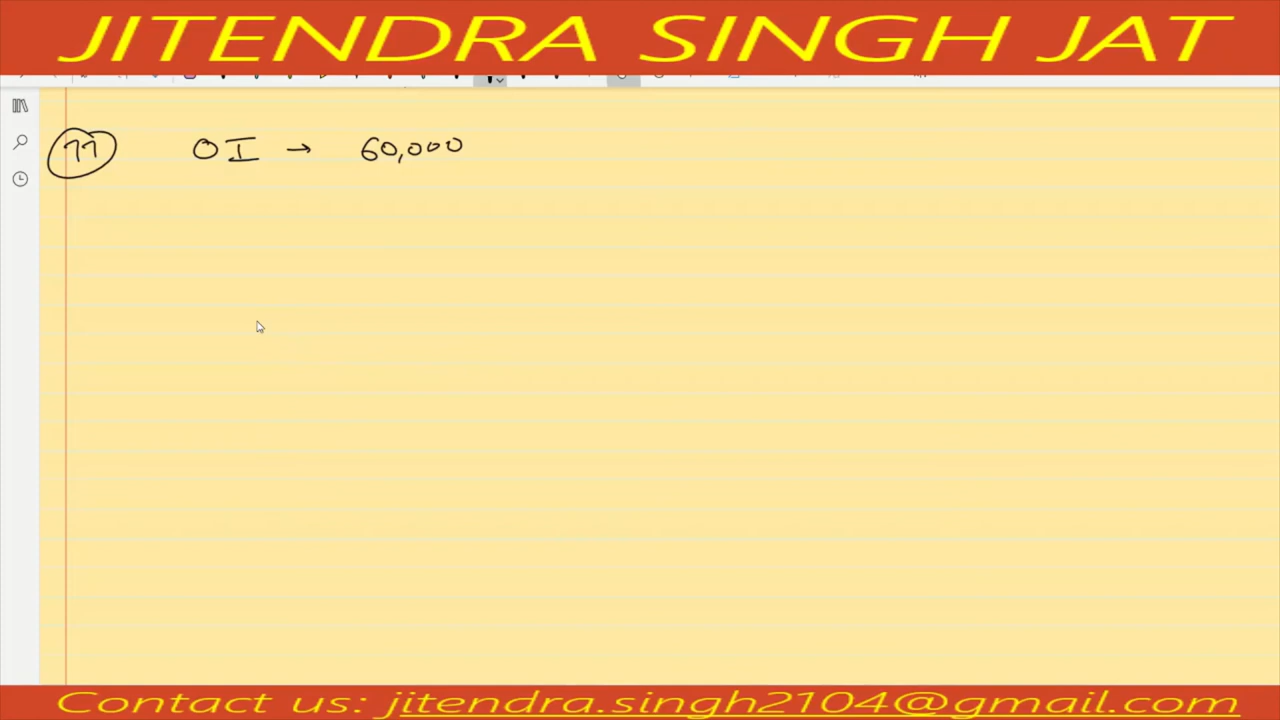 JITENDRA SINGH JAT
77 OI → 60,000
Contact us: jitendra.singh2104@gmail.com